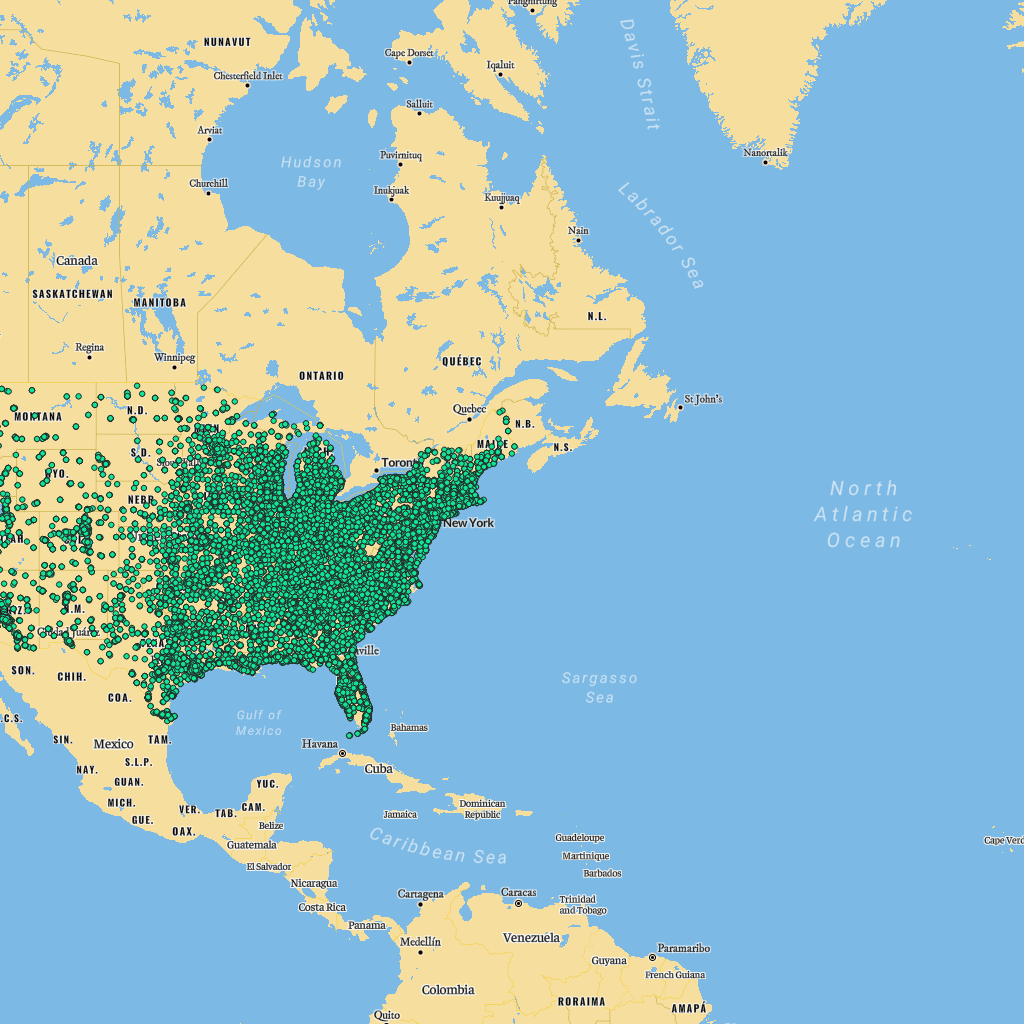 Pangnirtung
NUNAVUT
Cape Dorset
Iqaluit
Chesterfield Inlet
Davis Strait
Salluit
Arviat
Puvirnituq
Nanortalik
Hudson
Bay
Churchill
Inukjuak
Kuujjuaq
Labrador Sea
Nain
Canada
SASKATCHEWAN
MANITOBA
N.L.
Regina
Winnipeg
QUÉBEC
ONTARIO
St John's
Quebec
MONTANA
N.D.
N.B.
MAINE
N.S.
S.D.
Toront
North
Atlantic
Ocean
NEBR
New York
N.M.
Ciudad Juárez
ville
SON.
CHIH.
COA.
Sargasso
Sea
Gulf of
Mexico
Bahamas
SIN.
Mexico
TAM.
Havana
S.L.P.
Cuba
NAY.
GUAN.
YUC.
MICH.
VER.
CAM.
TAB.
Dominican
Republic
Jamaica
GUE.
OAX.
Belize
Guatemala
Caribbean Sea
Guadeloupe
Cape Verd
Martinique
El Salvador
Barbados
Nicaragua
Cartagena
Caracas
Trinidad
and Tobago
Costa Rica
Panama
Medellín
Venezuela
Paramaribo
Guyana
French Guiana
Colombia
RORAIMA
AMAPÁ
Quito